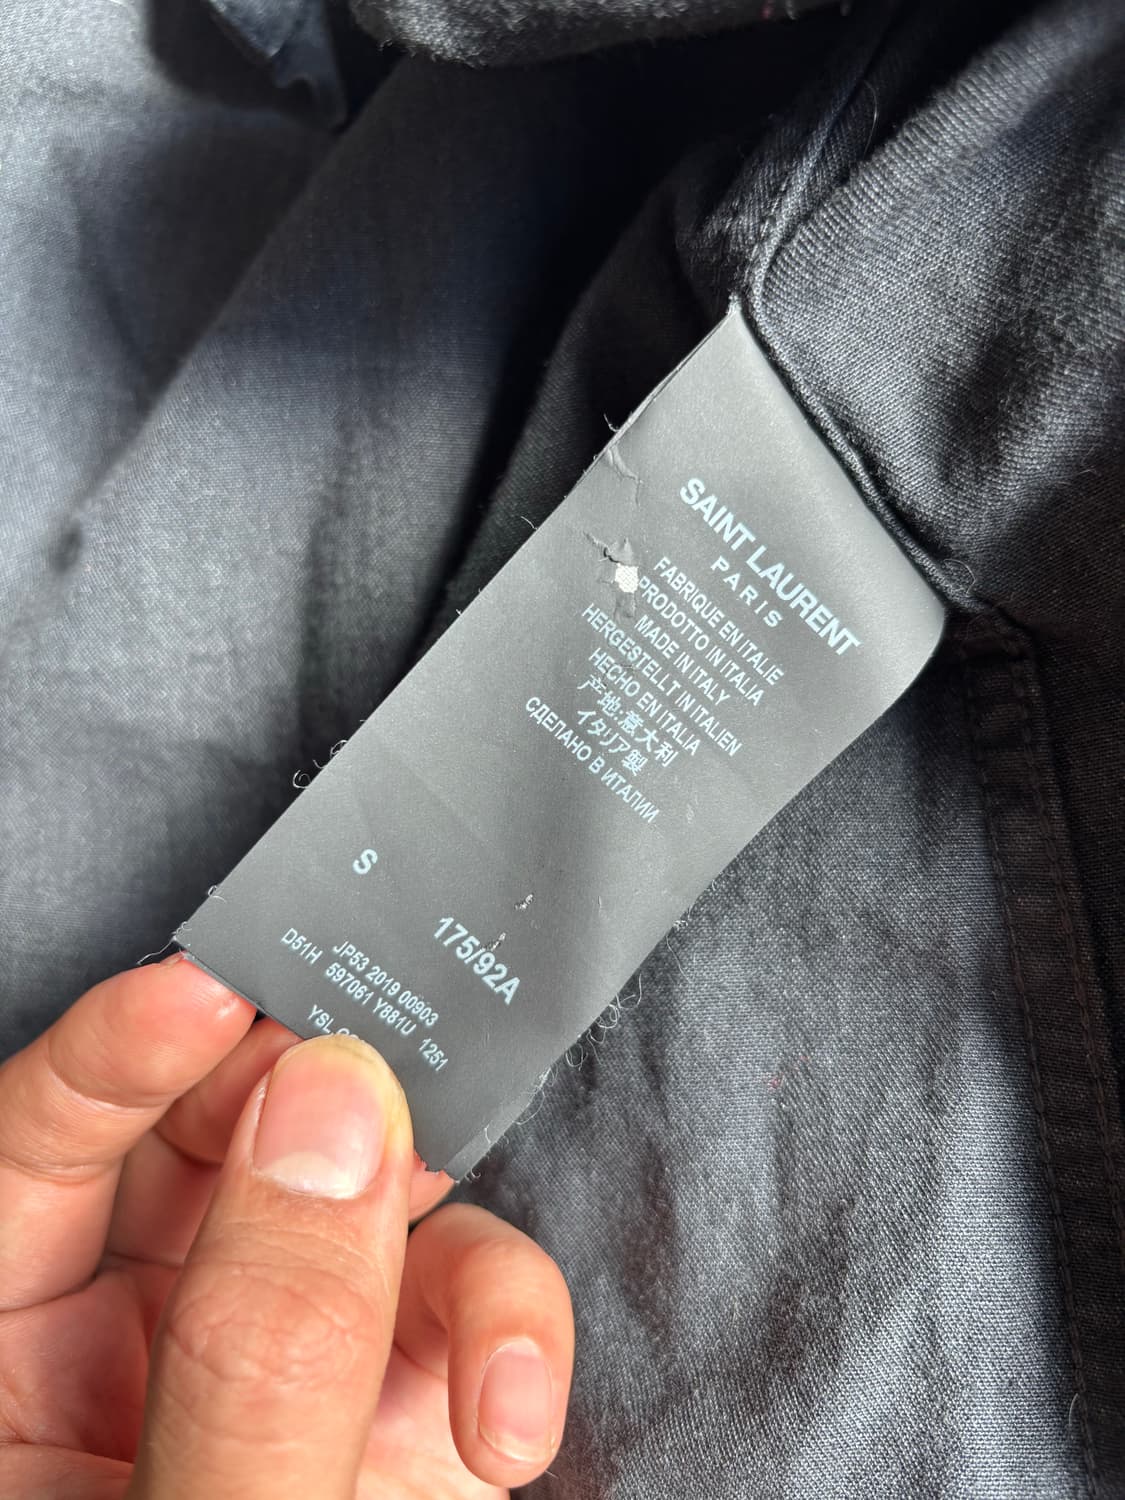 SAINT LAURENT
PARIS
FABRIQUE EN ITALIE
PRODOTTO IN ITALIA
MADE IN ITALY
HERGESTELLT IN ITALIEN
HECHO EN ITALIA
产地:意大利
イタリア製
СДЕЛАНО В ИТАЛИИ
S
175/92A
JP53 2019 00903
D51H 597061 Y881U 1251
YSL